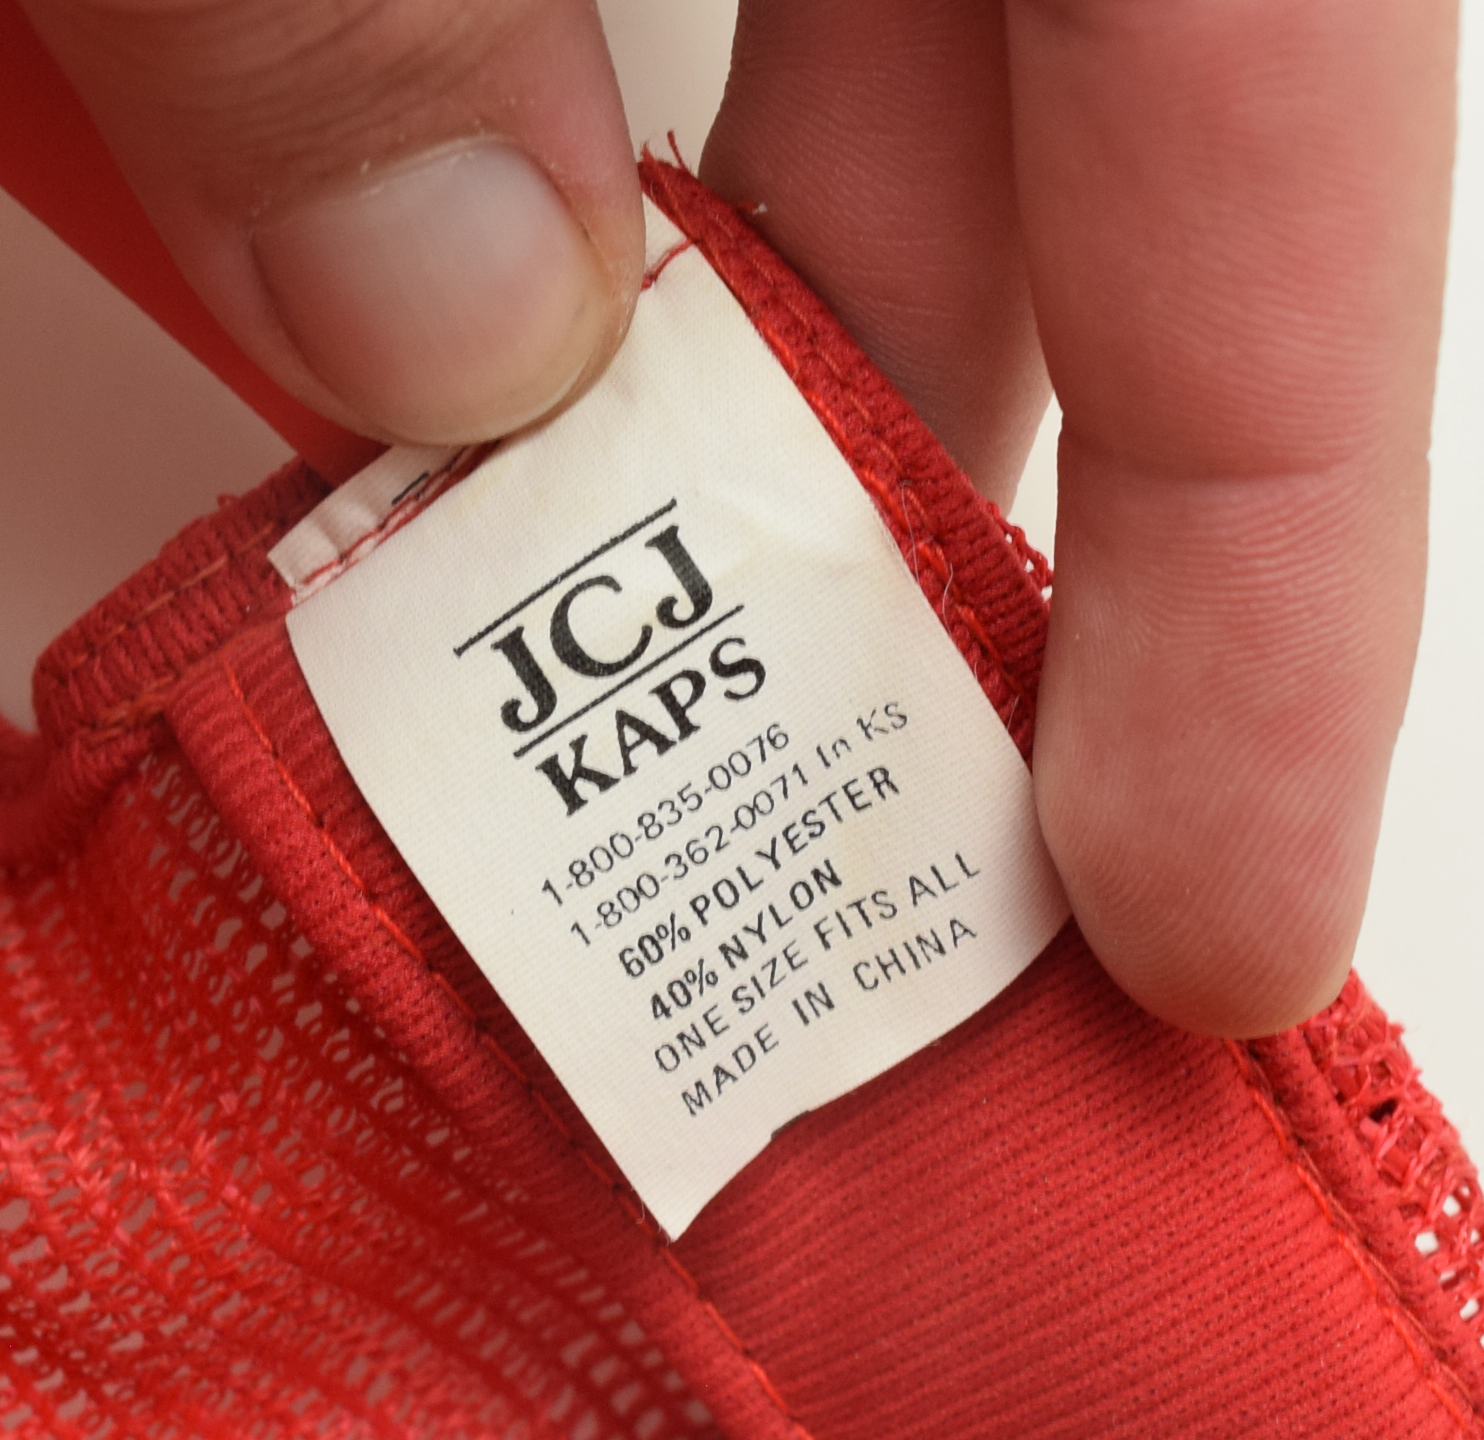 JCJ
KAPS
1-800-835-0076
1-800-362-0071 In KS
60% POLYESTER
40% NYLON
ONE SIZE FITS ALL
MADE IN CHINA